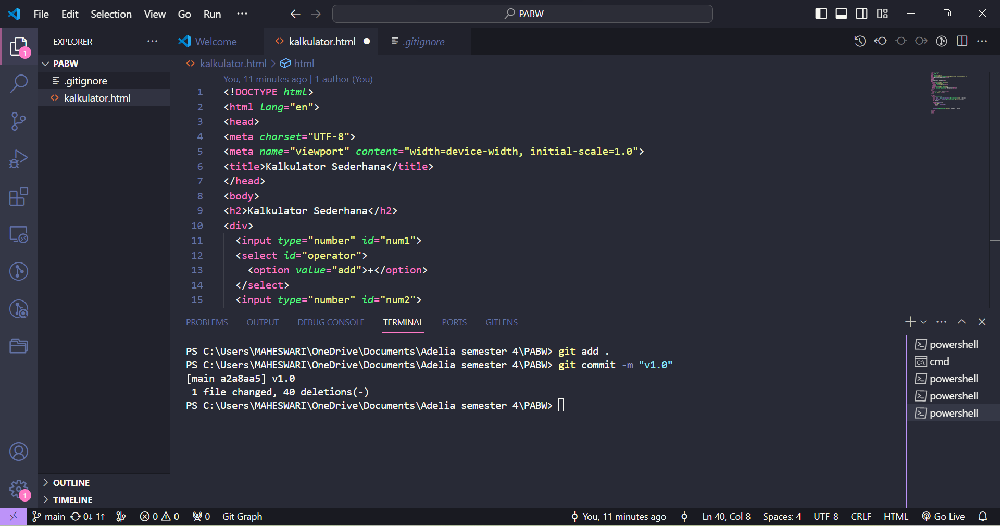 File Edit Selection View Go Run ··· PABW
EXPLORER ···
Welcome kalkulator.html .gitignore
1
PABW
.gitignore
kalkulator.html
kalkulator.html > html
You, 11 minutes ago | 1 author (You)
1 <!DOCTYPE html>
2 <html lang="en">
3 <head>
4 <meta charset="UTF-8">
5 <meta name="viewport" content="width=device-width, initial-scale=1.0">
6 <title>Kalkulator Sederhana</title>
7 </head>
8 <body>
9 <h2>Kalkulator Sederhana</h2>
10 <div>
11 <input type="number" id="num1">
12 <select id="operator">
13 <option value="add">+</option>
14 </select>
15 <input type="number" id="num2">
PROBLEMS OUTPUT DEBUG CONSOLE TERMINAL PORTS GITLENS
PS C:\Users\MAHESWARI\OneDrive\Documents\Adelia semester 4\PABW> git add .
PS C:\Users\MAHESWARI\OneDrive\Documents\Adelia semester 4\PABW> git commit -m "v1.0"
[main a2a8aa5] v1.0
1 file changed, 40 deletions(-)
PS C:\Users\MAHESWARI\OneDrive\Documents\Adelia semester 4\PABW>
powershell
cmd
powershell
powershell
powershell
OUTLINE
1
TIMELINE
main 0↓ 1↑ 0 0 0 Git Graph You, 11 minutes ago Ln 40, Col 8 Spaces: 4 UTF-8 CRLF HTML Go Live